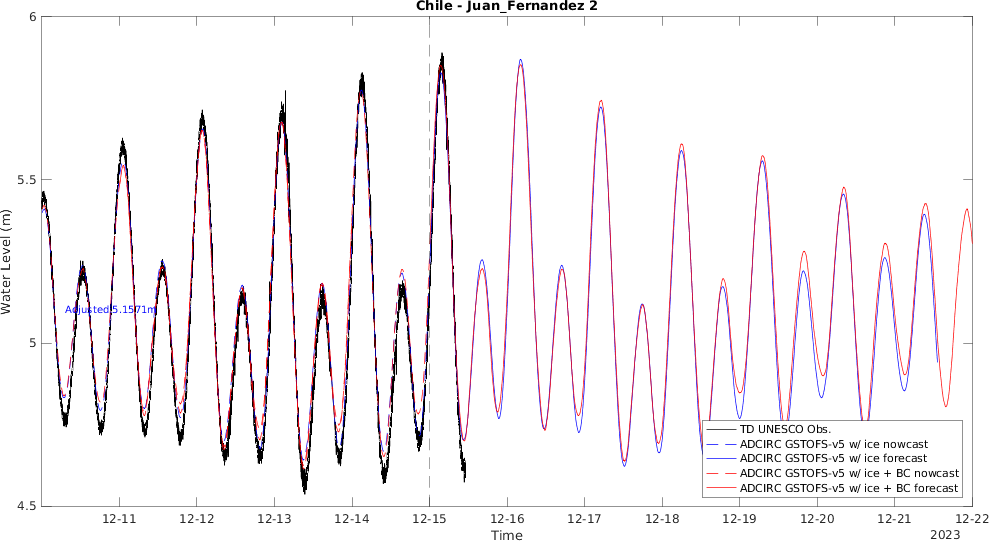 Chile - Juan_Fernandez 2
6
5.5
5
4.5
Water Level (m)
Adjusted5.1571m
TD UNESCO Obs.
ADCIRC GSTOFS-v5 w/ ice nowcast
ADCIRC GSTOFS-v5 w/ ice forecast
ADCIRC GSTOFS-v5 w/ ice + BC nowcast
ADCIRC GSTOFS-v5 w/ ice + BC forecast
12-11 12-12 12-13 12-14 12-15 12-16 12-17 12-18 12-19 12-20 12-21 12-22
Time
2023